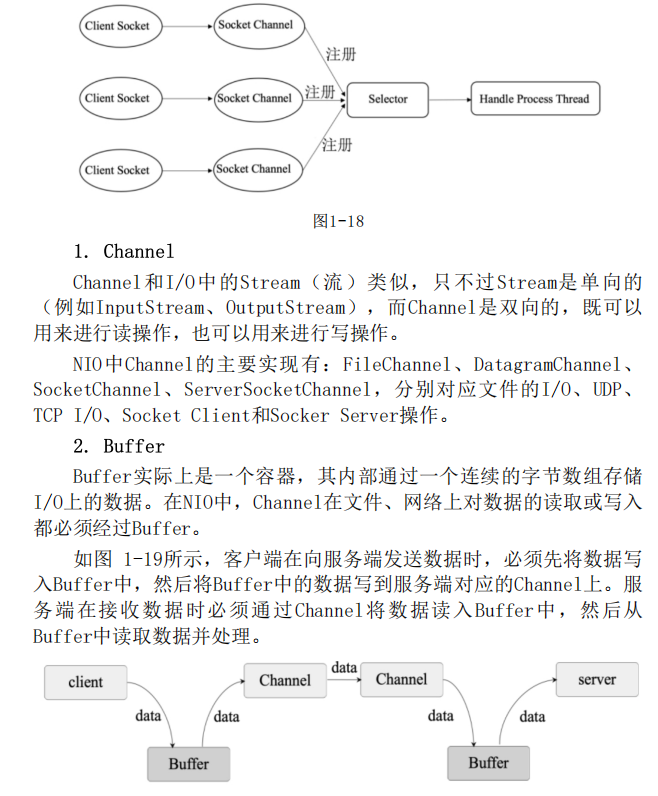 Client Socket
Socket Channel
注册
Client Socket
Socket Channel
注册
Selector
Handle Process Thread
注册
Client Socket
Socket Channel
图1-18
1. Channel
Channel和I/O中的Stream（流）类似，只不过Stream是单向的
（例如InputStream、OutputStream），而Channel是双向的，既可以
用来进行读操作，也可以用来进行写操作。
NIO中Channel的主要实现有：FileChannel、DatagramChannel、
SocketChannel、ServerSocketChannel，分别对应文件的I/O、UDP、
TCP I/O、Socket Client和Socker Server操作。
2. Buffer
Buffer实际上是一个容器，其内部通过一个连续的字节数组存储
I/O上的数据。在NIO中，Channel在文件、网络上对数据的读取或写入
都必须经过Buffer。
如图 1-19所示，客户端在向服务端发送数据时，必须先将数据写
入Buffer中，然后将Buffer中的数据写到服务端对应的Channel上。服
务端在接收数据时必须通过Channel将数据读入Buffer中，然后从
Buffer中读取数据并处理。
client
Channel
data
Channel
server
data
data
data
data
Buffer
Buffer